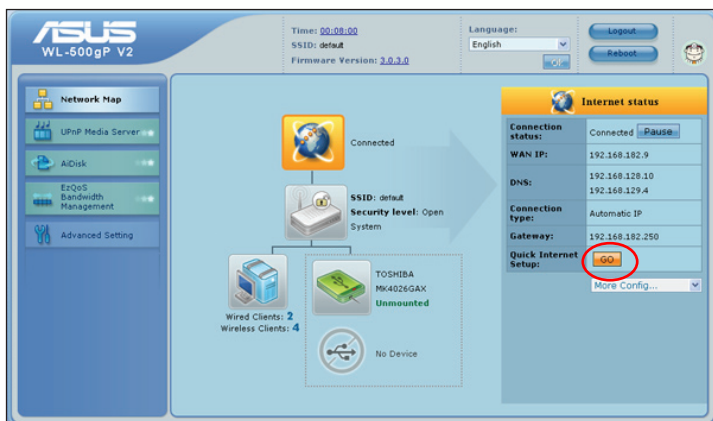 ASUS
WL-500gP V2
Time: 00:08:00
SSID: default
Firmware Version: 3.0.3.0
Language:
English
OK
Logout
Reboot
Network Map
UPnP Media Server
AiDisk
EzQoS
Bandwidth
Management
Advanced Setting
Connected
SSID: default
Security level: Open
System
Wired Clients: 2
Wireless Clients: 4
TOSHIBA
MK4026GAX
Unmounted
No Device
Internet status
Connection
status:
Connected
Pause
WAN IP:
192.168.182.9
DNS:
192.168.128.10
192.168.129.4
Connection
type:
Automatic IP
Gateway:
192.168.182.250
Quick Internet
Setup:
GO
More Config...